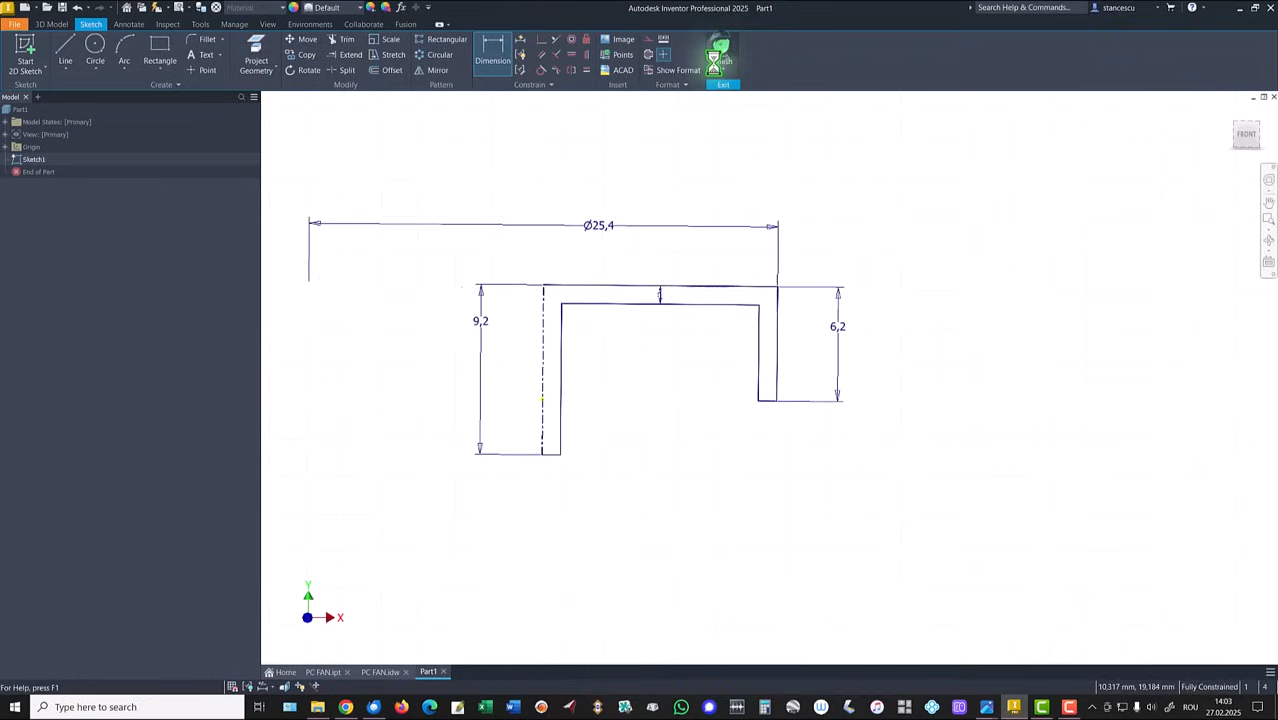 Material
Default
Autodesk Inventor Professional 2025 Part1
Search Help & Commands...
stancescu
File
3D Model
Sketch
Annotate
Inspect
Tools
Manage
View
Environments
Collaborate
Fusion
Start
2D Sketch
Line
Circle
Arc
Rectangle
Fillet
Text
Point
Project
Geometry
Move
Copy
Rotate
Trim
Extend
Split
Scale
Stretch
Offset
Rectangular
Circular
Mirror
Dimension
Image
Points
ACAD
Show Format
Sketch
Create
Modify
Pattern
Constrain
Insert
Format
Exit
Model
Part1
Model States: [Primary]
View: [Primary]
Origin
Sketch1
End of Part
FRONT
Ø25,4
9,2
6,2
Y
X
Home
PC FAN.ipt
PC FAN.idw
Part1
For Help, press F1
10,317 mm, 19,184 mm
Fully Constrained
1
4
Type here to search
ROU
14:03
27.02.2025